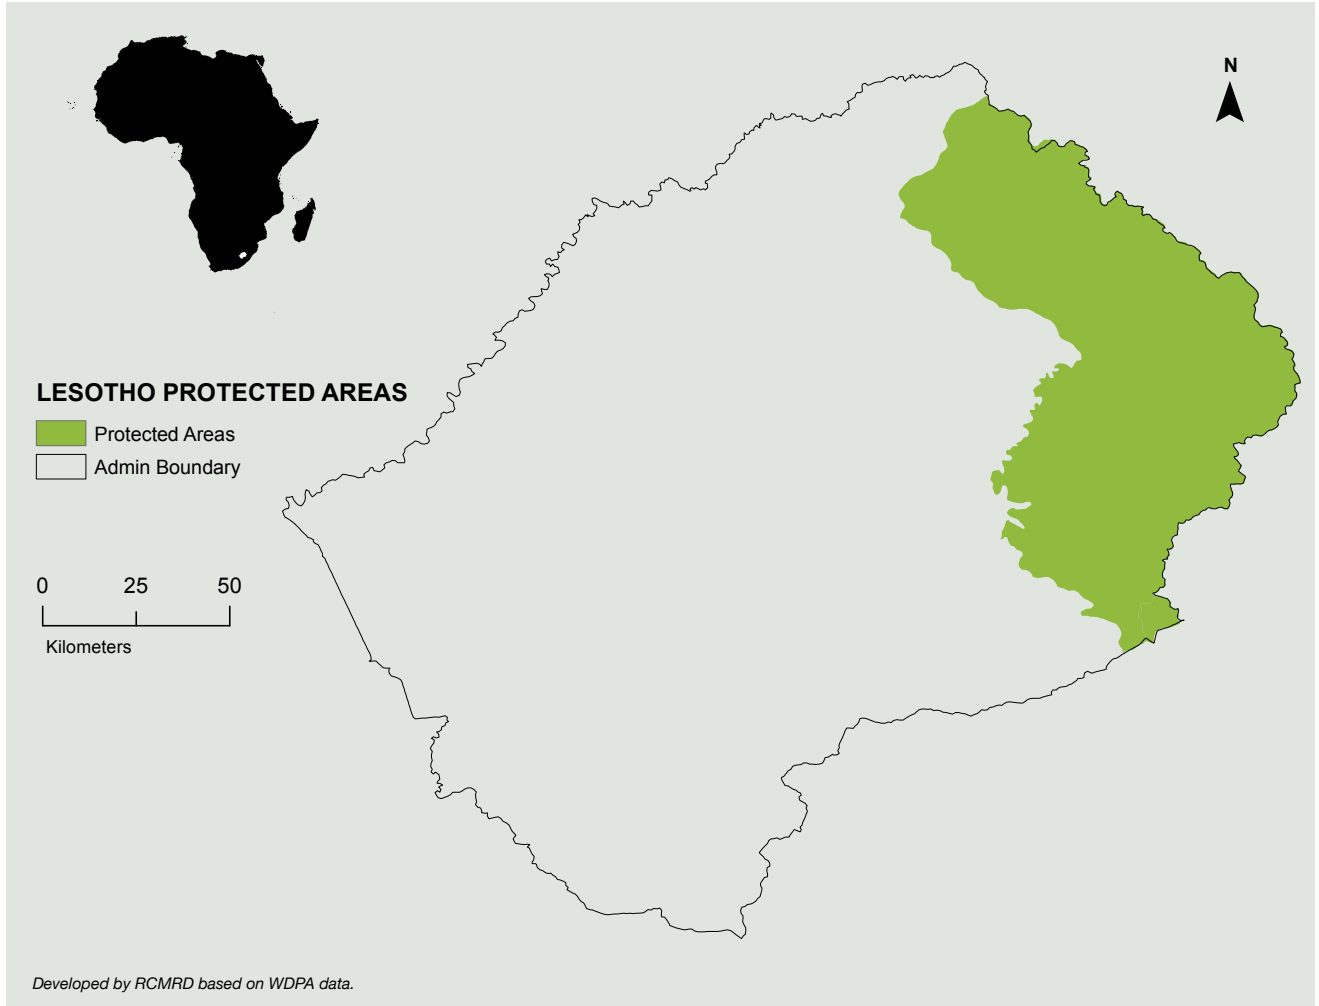 N
LESOTHO PROTECTED AREAS
Protected Areas
Admin Boundary
0 25 50
Kilometers
Developed by RCMRD based on WDPA data.